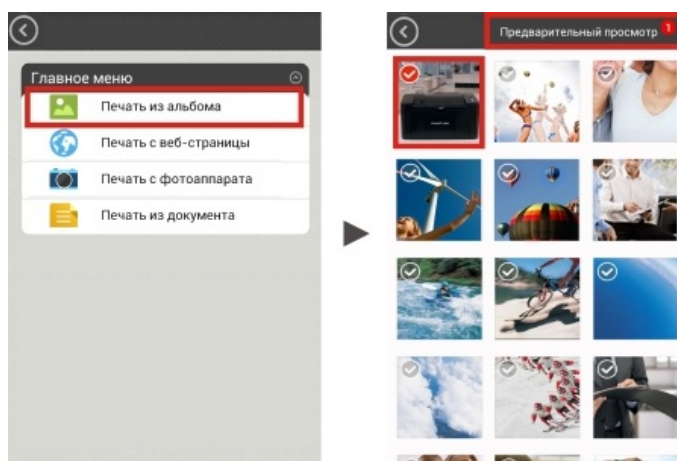 Главное меню
Печать из альбома
Печать с веб-страницы
Печать с фотоаппарата
Печать из документа
Предварительный просмотр 1